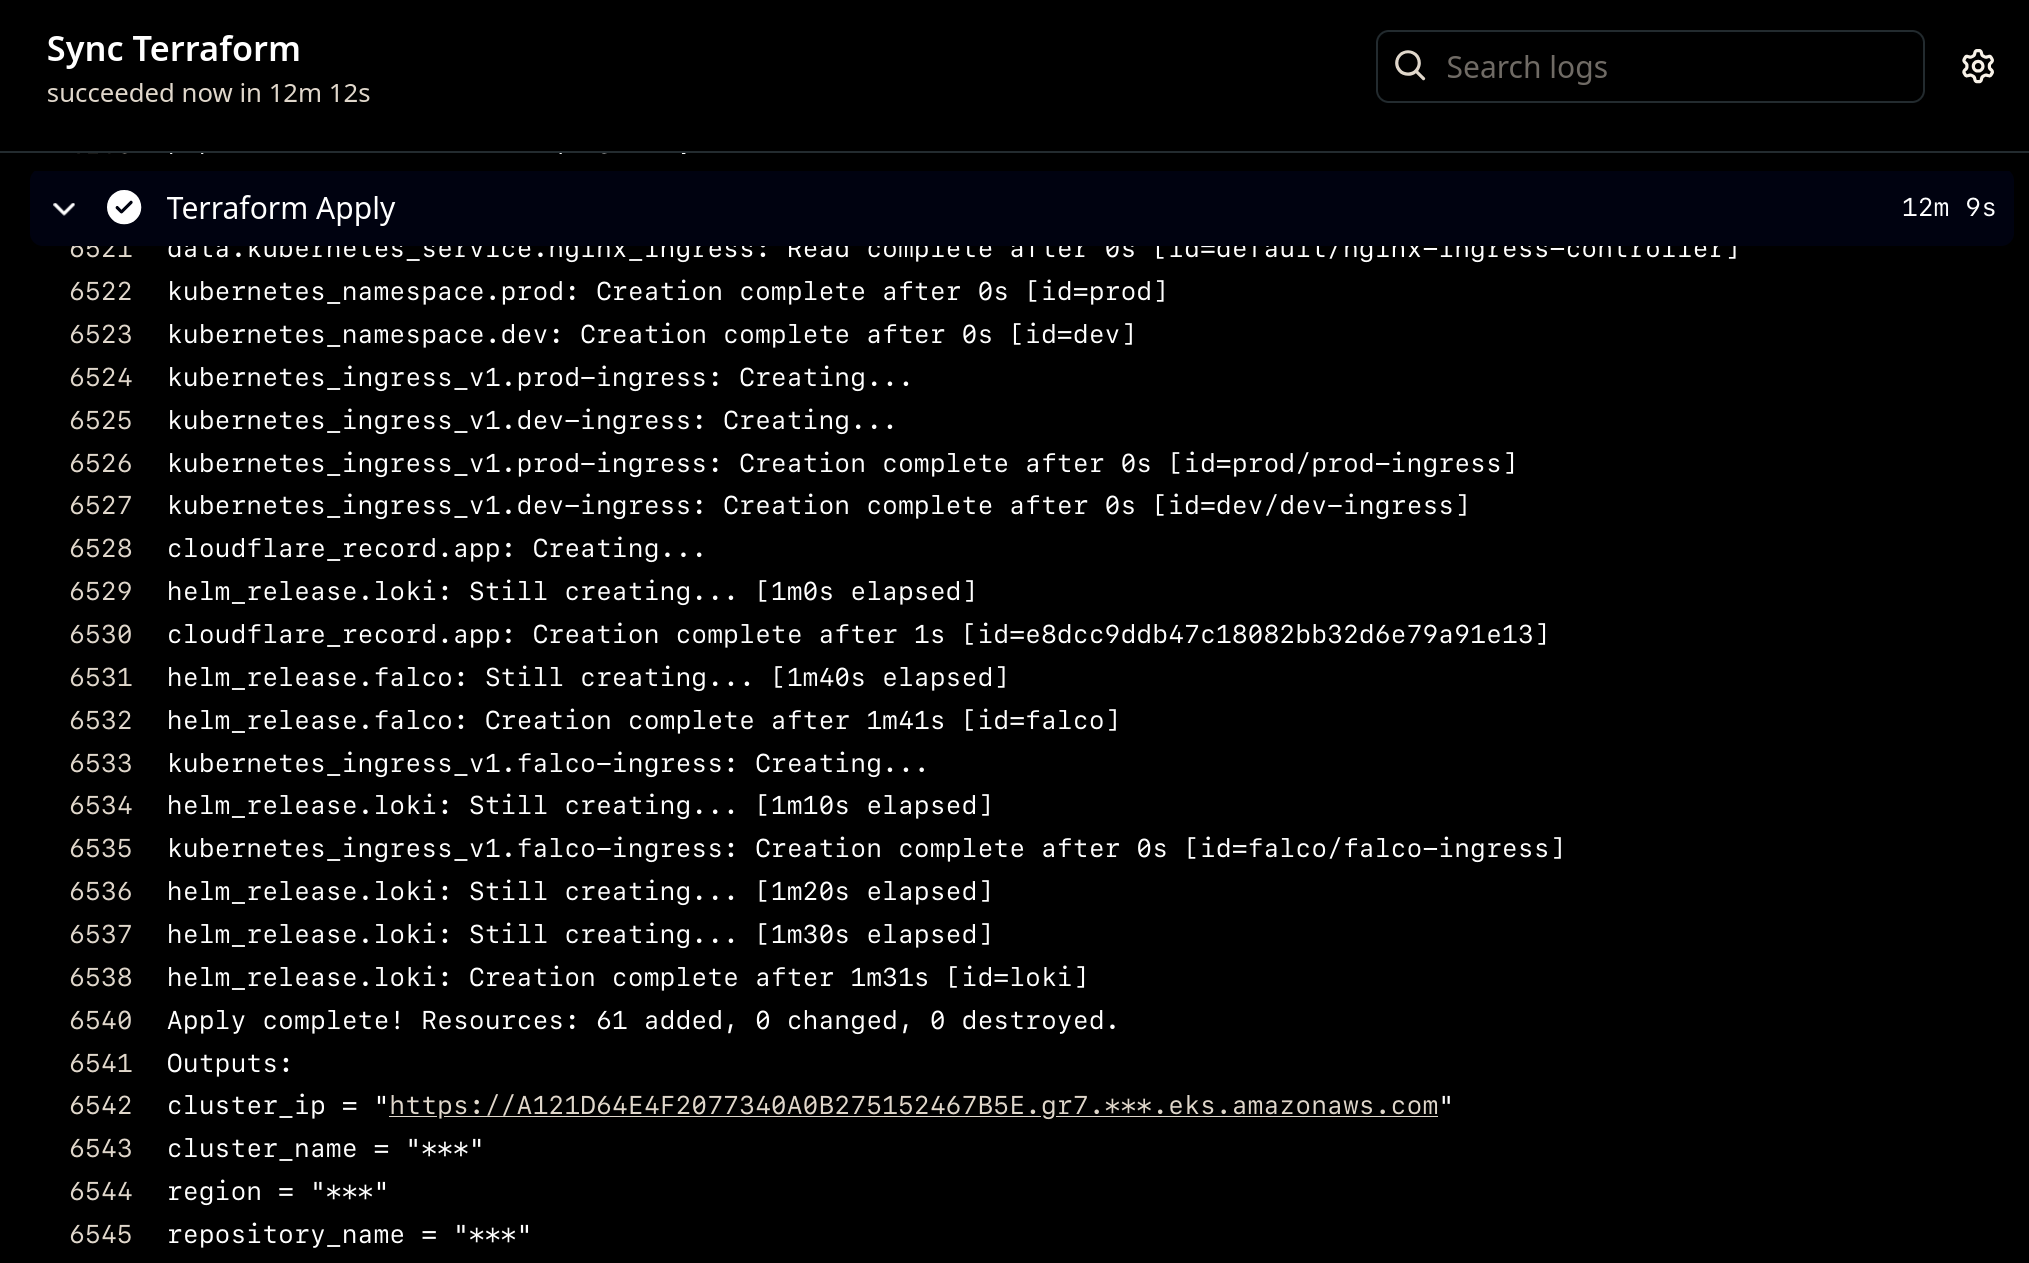 Sync Terraform
succeeded now in 12m 12s
Search logs
Terraform Apply
12m 9s
6521 data.kubernetes_service.nginx_ingress: Read complete after 0s [id=default/nginx-ingress-controller]
6522 kubernetes_namespace.prod: Creation complete after 0s [id=prod]
6523 kubernetes_namespace.dev: Creation complete after 0s [id=dev]
6524 kubernetes_ingress_v1.prod-ingress: Creating...
6525 kubernetes_ingress_v1.dev-ingress: Creating...
6526 kubernetes_ingress_v1.prod-ingress: Creation complete after 0s [id=prod/prod-ingress]
6527 kubernetes_ingress_v1.dev-ingress: Creation complete after 0s [id=dev/dev-ingress]
6528 cloudflare_record.app: Creating...
6529 helm_release.loki: Still creating... [1m0s elapsed]
6530 cloudflare_record.app: Creation complete after 1s [id=e8dcc9ddb47c18082bb32d6e79a91e13]
6531 helm_release.falco: Still creating... [1m40s elapsed]
6532 helm_release.falco: Creation complete after 1m41s [id=falco]
6533 kubernetes_ingress_v1.falco-ingress: Creating...
6534 helm_release.loki: Still creating... [1m10s elapsed]
6535 kubernetes_ingress_v1.falco-ingress: Creation complete after 0s [id=falco/falco-ingress]
6536 helm_release.loki: Still creating... [1m20s elapsed]
6537 helm_release.loki: Still creating... [1m30s elapsed]
6538 helm_release.loki: Creation complete after 1m31s [id=loki]
6540 Apply complete! Resources: 61 added, 0 changed, 0 destroyed.
6541 Outputs:
6542 cluster_ip = "https://A121D64E4F2077340A0B275152467B5E.gr7.***.eks.amazonaws.com"
6543 cluster_name = "***"
6544 region = "***"
6545 repository_name = "***"